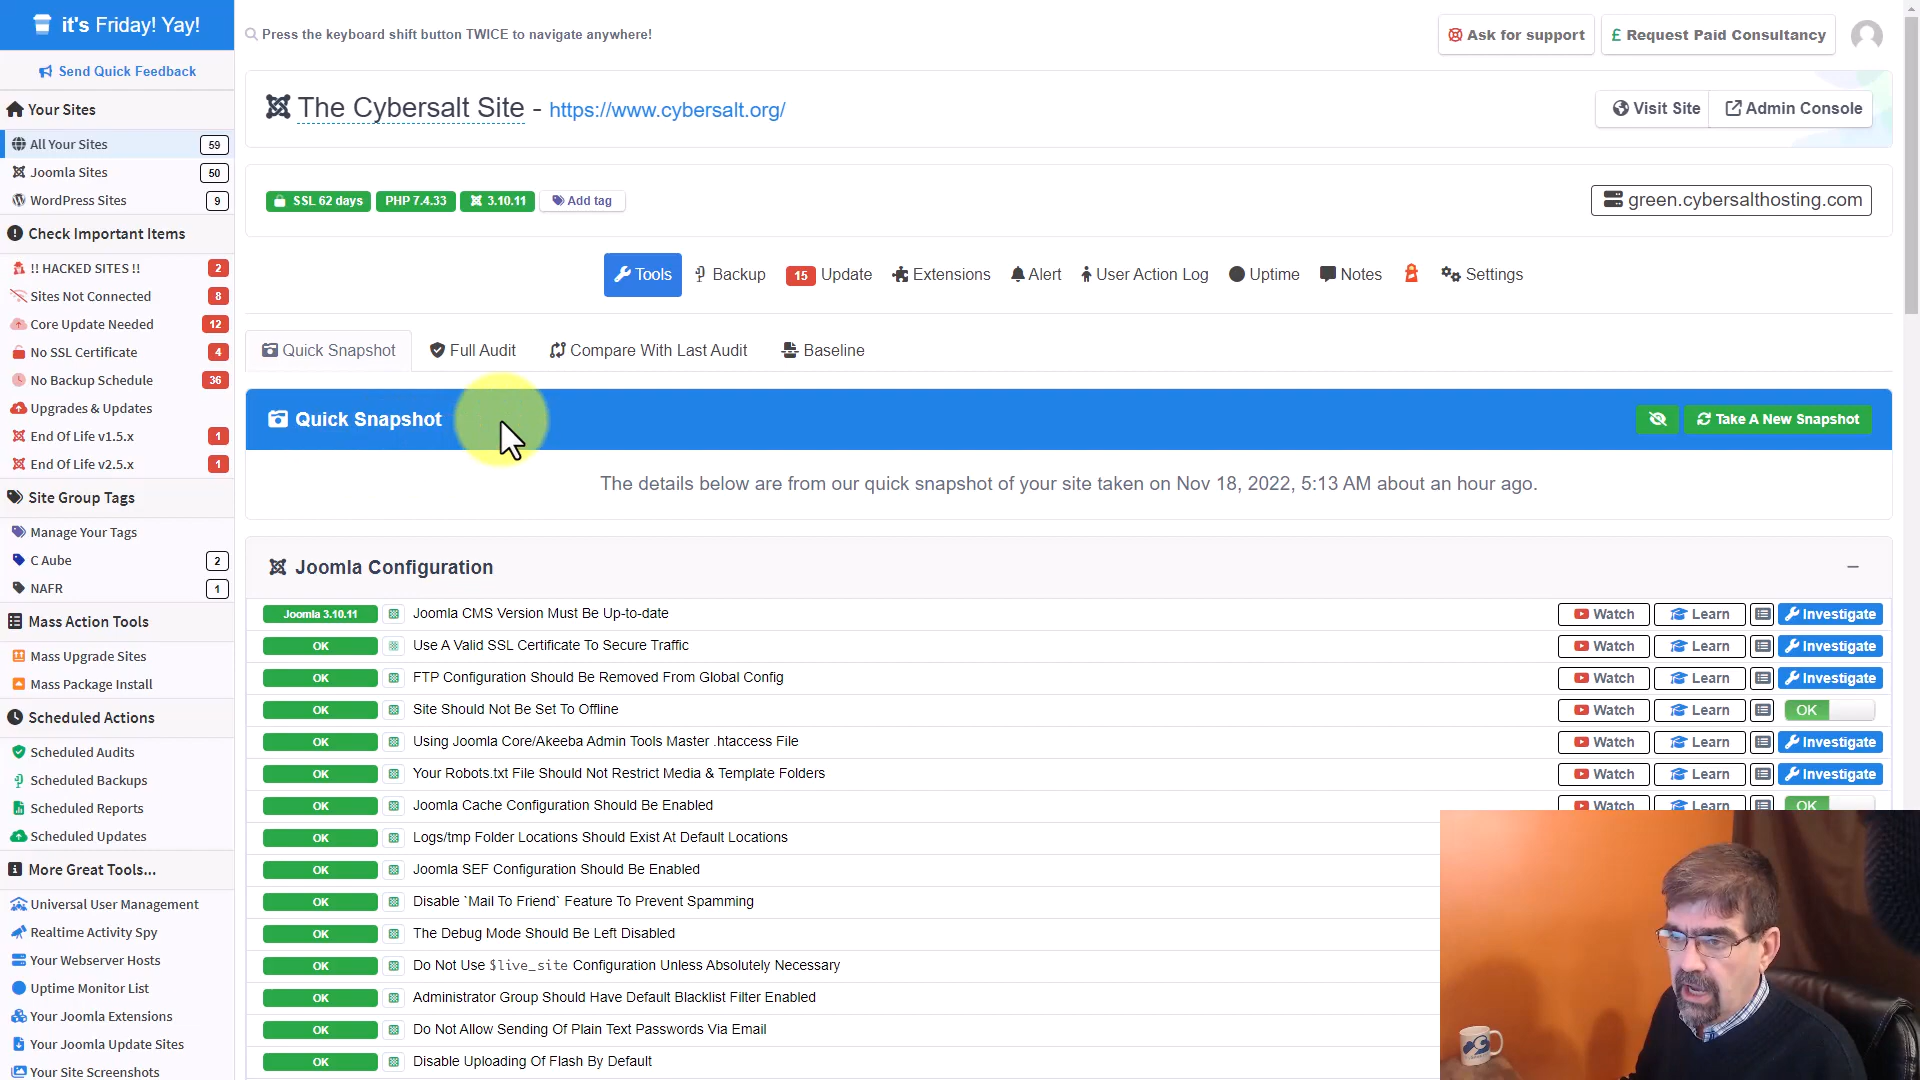 it's Friday! Yay!
Send Quick Feedback
Your Sites
All Your Sites 59
Joomla Sites 50
WordPress Sites 9
Check Important Items
!! HACKED SITES !! 2
Sites Not Connected 8
Core Update Needed 12
No SSL Certificate 4
No Backup Schedule 36
Upgrades & Updates
End Of Life v1.5.x 1
End Of Life v2.5.x 1
Site Group Tags
Manage Your Tags
C Aube 2
NAFR 1
Mass Action Tools
Mass Upgrade Sites
Mass Package Install
Scheduled Actions
Scheduled Audits
Scheduled Backups
Scheduled Reports
Scheduled Updates
More Great Tools...
Universal User Management
Realtime Activity Spy
Your Webserver Hosts
Uptime Monitor List
Your Joomla Extensions
Your Joomla Update Sites
Your Site Screenshots
Press the keyboard shift button TWICE to navigate anywhere!
Ask for support £ Request Paid Consultancy
The Cybersalt Site - https://www.cybersalt.org/ Visit Site Admin Console
SSL 62 days PHP 7.4.33 3.10.11 Add tag green.cybersalthosting.com
Tools Backup 15 Update Extensions Alert User Action Log Uptime Notes Settings
Quick Snapshot Full Audit Compare With Last Audit Baseline
Quick Snapshot Take A New Snapshot
The details below are from our quick snapshot of your site taken on Nov 18, 2022, 5:13 AM about an hour ago.
Joomla Configuration
Joomla 3.10.11 Joomla CMS Version Must Be Up-to-date Watch Learn Investigate
OK Use A Valid SSL Certificate To Secure Traffic Watch Learn Investigate
OK FTP Configuration Should Be Removed From Global Config Watch Learn Investigate
OK Site Should Not Be Set To Offline Watch Learn OK
OK Using Joomla Core/Akeeba Admin Tools Master .htaccess File Watch Learn Investigate
OK Your Robots.txt File Should Not Restrict Media & Template Folders Watch Learn Investigate
OK Joomla Cache Configuration Should Be Enabled Watch Learn OK
OK Logs/tmp Folder Locations Should Exist At Default Locations
OK Joomla SEF Configuration Should Be Enabled
OK Disable `Mail To Friend` Feature To Prevent Spamming
OK The Debug Mode Should Be Left Disabled
OK Do Not Use $live_site Configuration Unless Absolutely Necessary
OK Administrator Group Should Have Default Blacklist Filter Enabled
OK Do Not Allow Sending Of Plain Text Passwords Via Email
OK Disable Uploading Of Flash By Default